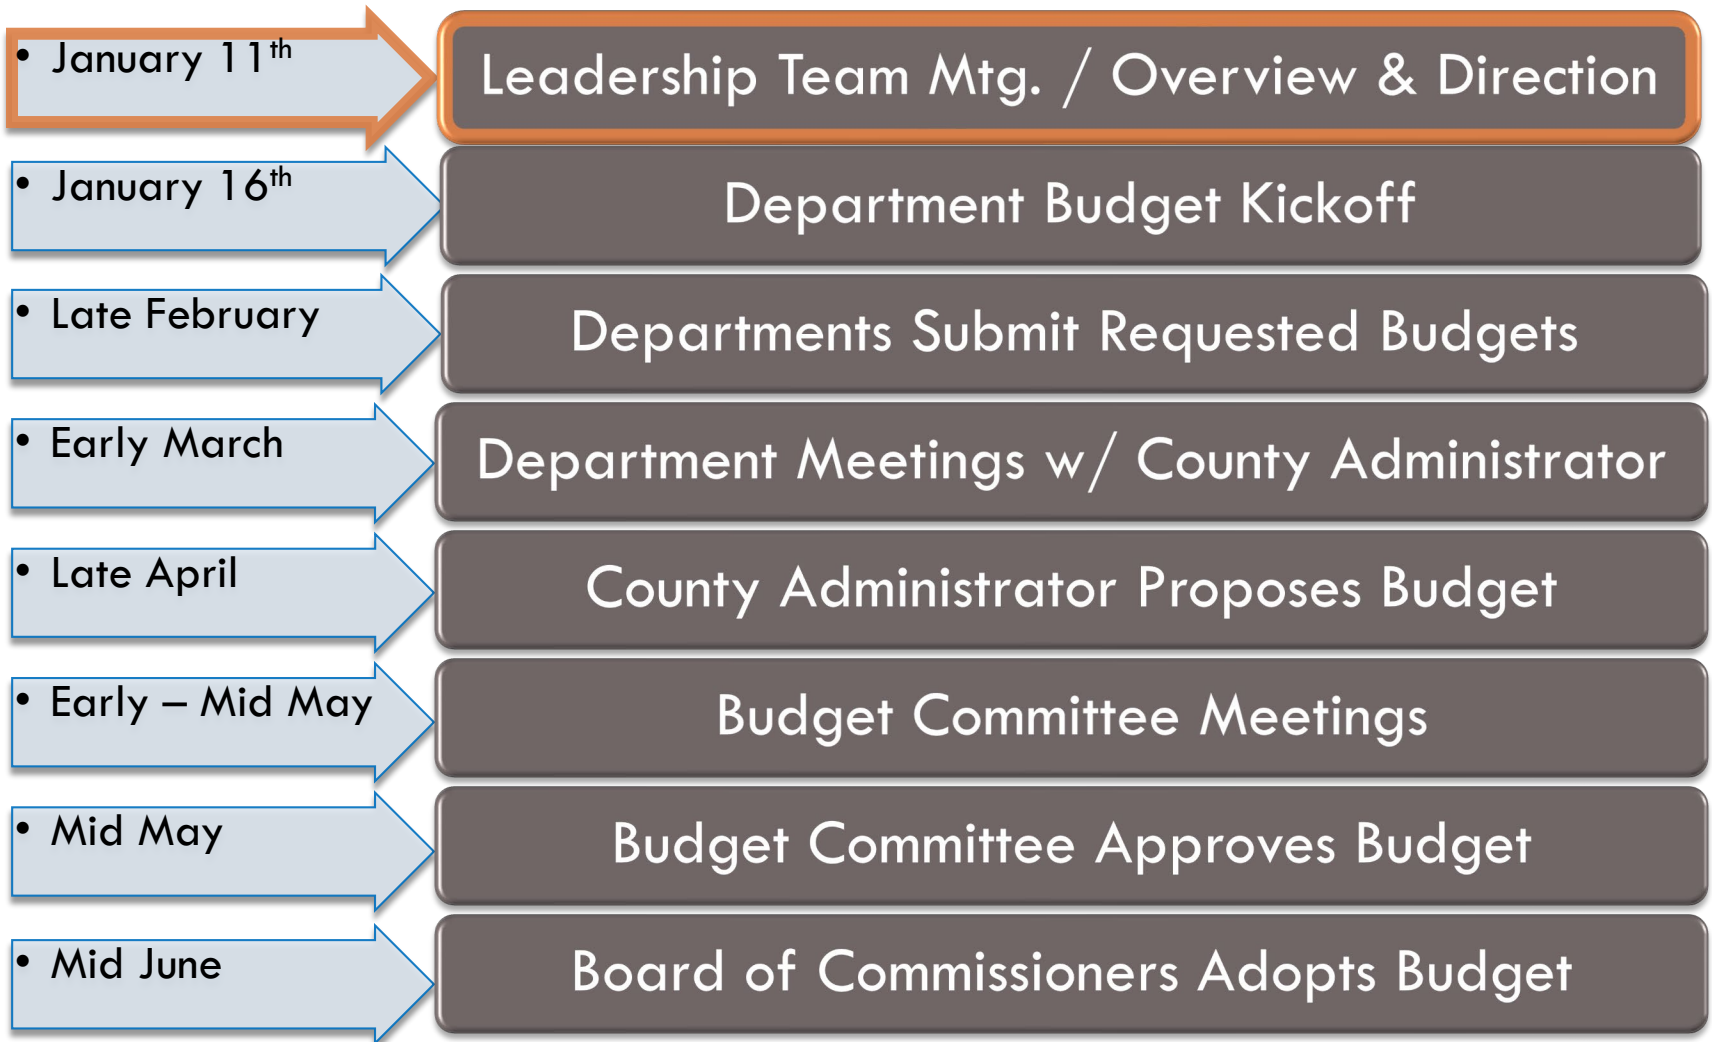 • January 11th
Leadership Team Mtg. / Overview & Direction
• January 16th
Department Budget Kickoff
• Late February
Departments Submit Requested Budgets
• Early March
Department Meetings w/ County Administrator
• Late April
County Administrator Proposes Budget
• Early – Mid May
Budget Committee Meetings
• Mid May
Budget Committee Approves Budget
• Mid June
Board of Commissioners Adopts Budget